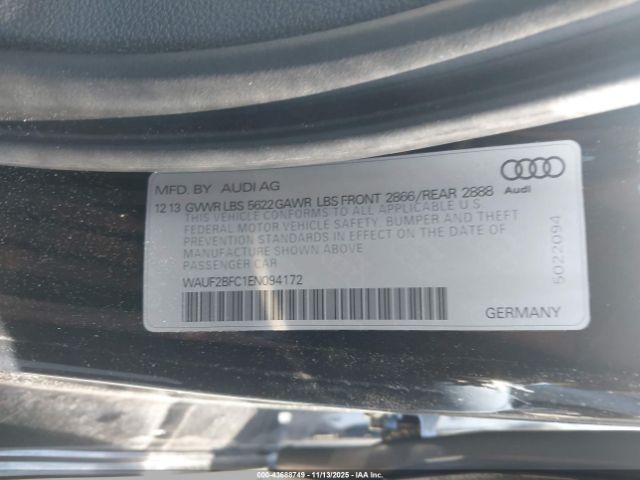 MFD. BY AUDI AG
Audi
12.13 GVWR LBS 5622 GAWR LBS FRONT 2866/REAR 2888
THIS VEHICLE CONFORMS TO ALL APPLICABLE U.S.
FEDERAL MOTOR VEHICLE SAFETY, BUMPER AND THEFT
PREVENTION STANDARDS IN EFFECT ON THE DATE OF
MANUFACTURE SHOWN ABOVE
PASSENGER CAR
WAUF2BFC1EN094172
5022094
GERMANY
000-43688749 - 11/13/2025 - IAA Inc.